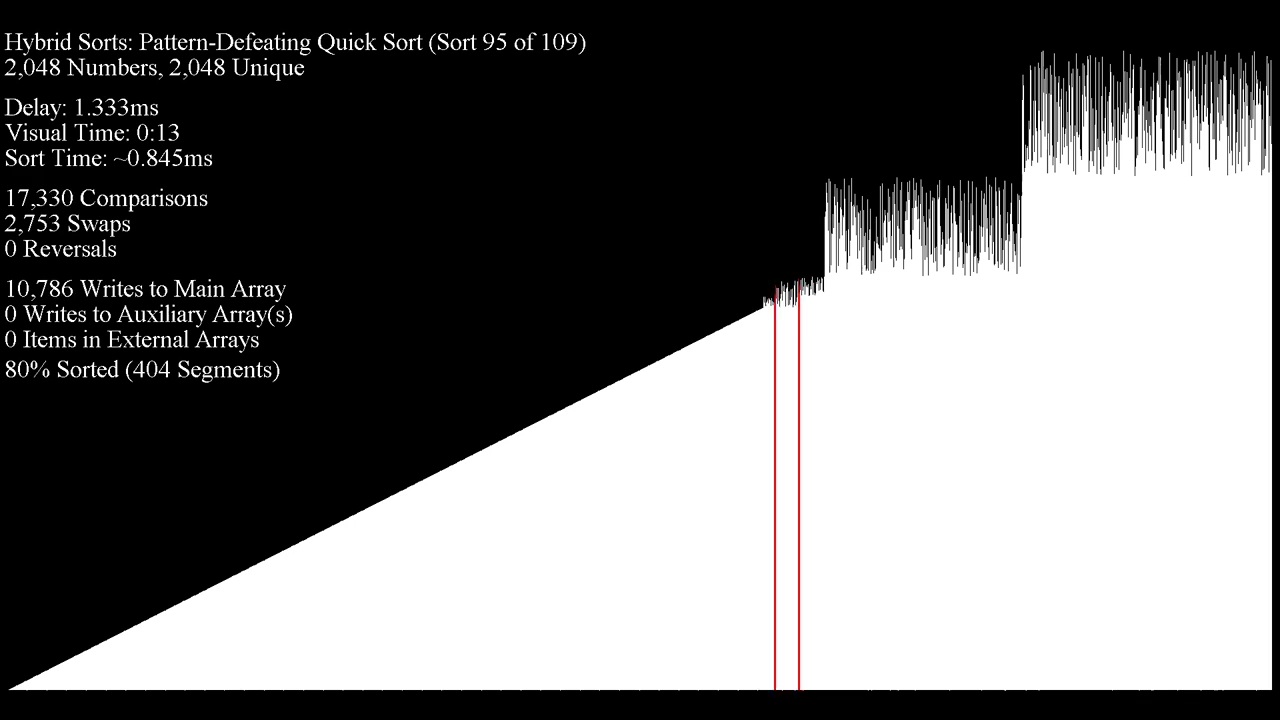 Hybrid Sorts: Pattern-Defeating Quick Sort (Sort 95 of 109)
2,048 Numbers, 2,048 Unique
Delay: 1.333ms
Visual Time: 0:13
Sort Time: ~0.845ms
17,330 Comparisons
2,753 Swaps
0 Reversals
10,786 Writes to Main Array
0 Writes to Auxiliary Array(s)
0 Items in External Arrays
80% Sorted (404 Segments)